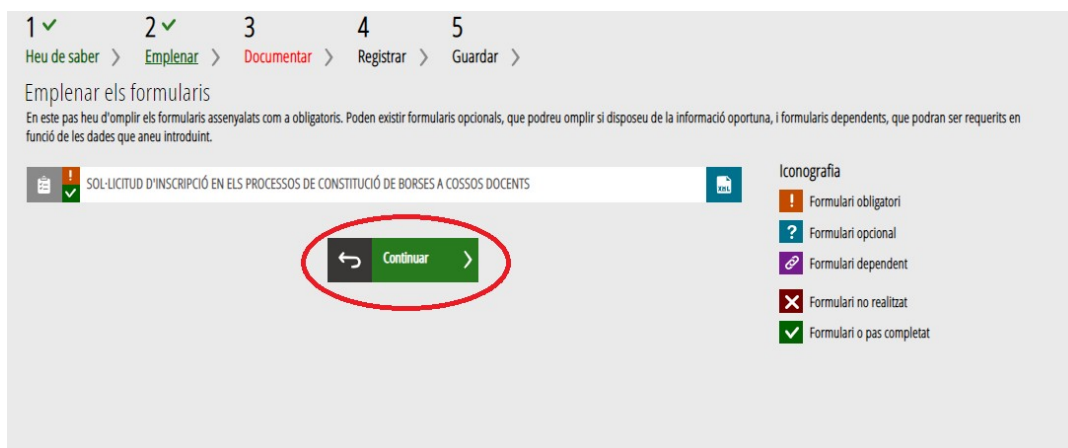 1 2 3 4 5
Heu de saber Emplenar Documentar Registrar Guardar
Emplenar els formularis
En este pas heu d'omplir els formularis assenyalats com a obligatoris. Poden existir formularis opcionals, que podreu omplir si disposeu de la informació oportuna, i formularis dependents, que podran ser requerits en
funció de les dades que aneu introduint.
SOL·LICITUD D'INSCRIPCIÓ EN ELS PROCESSOS DE CONSTITUCIÓ DE BORSES A COSSOS DOCENTS
XML
Continuar
Iconografia
! Formulari obligatori
? Formulari opcional
Formulari dependent
Formulari no realitzat
Formulari o pas completat